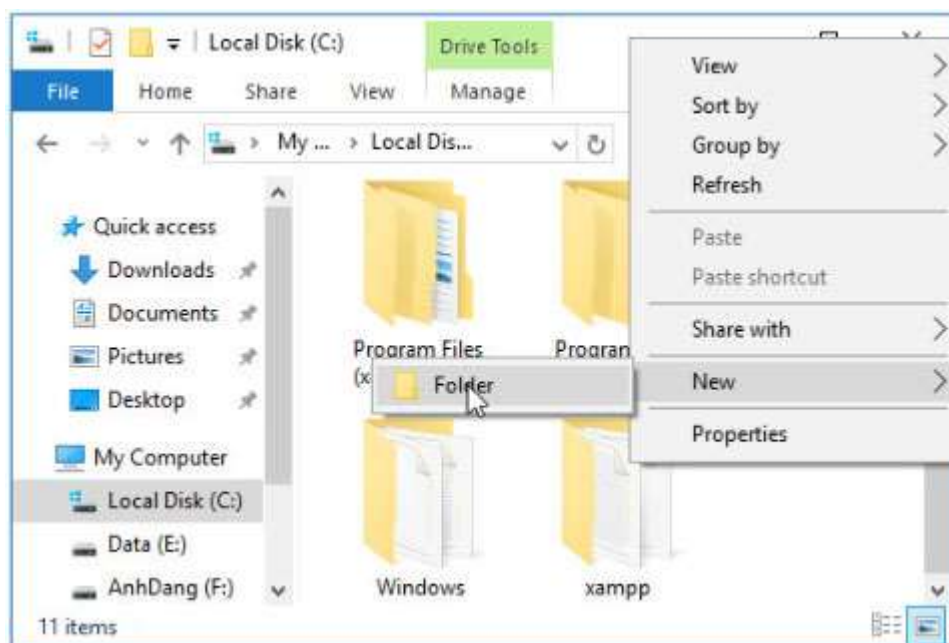 Local Disk (C:)
Drive Tools
File Home Share View Manage
My ... Local Dis...
Quick access
Downloads
Documents
Pictures
Desktop
My Computer
Local Disk (C:)
Data (E:)
AnhDang (F:)
Program Files
(x
Progran
Windows
xampp
View
Sort by
Group by
Refresh
Paste
Paste shortcut
Share with
New
Properties
Folder
11 items